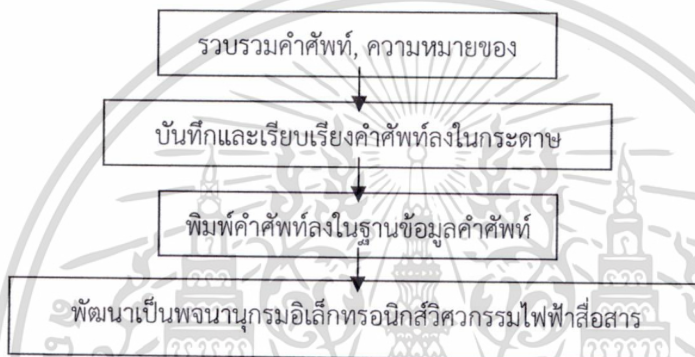 รวบรวมคำศัพท์, ความหมายของ
บันทึกและเรียบเรียงคำศัพท์ลงในกระดาษ
พิมพ์คำศัพท์ลงในฐานข้อมูลคำศัพท์
พัฒนาเป็นพจนานุกรมอิเล็กทรอนิกส์วิศวกรรมไฟฟ้าสื่อสาร